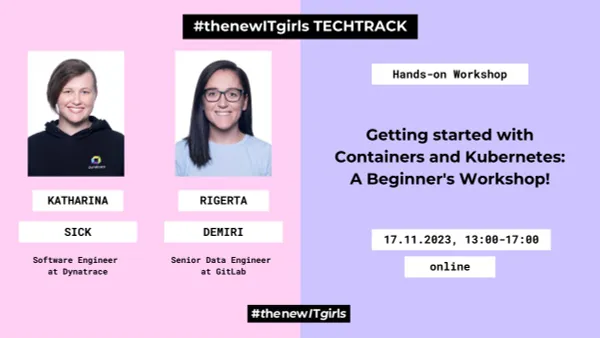 #thenewITgirls TECHTRACK
KATHARINA
SICK
Software Engineer
at Dynatrace
RIGERTA
DEMIRI
Senior Data Engineer
at GitLab
Hands-on Workshop
Getting started with
Containers and Kubernetes:
A Beginner's Workshop!
17.11.2023, 13:00-17:00
online
#thenewITgirls